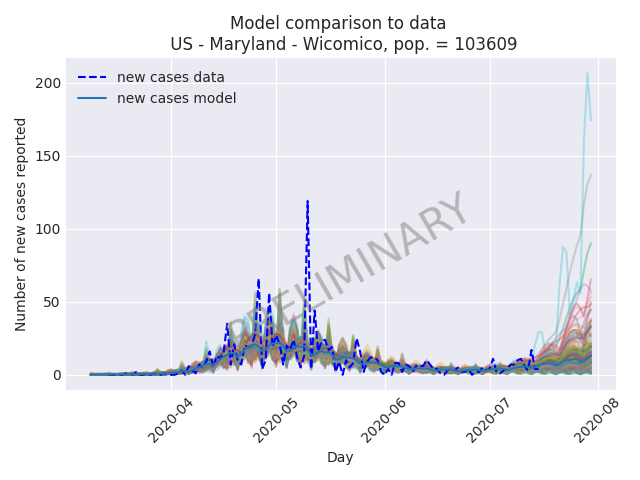 Model comparison to data
US - Maryland - Wicomico, pop. = 103609
new cases data
new cases model
PRELIMINARY
Number of new cases reported
200
150
100
50
0
2020-04
2020-05
2020-06
2020-07
2020-08
Day